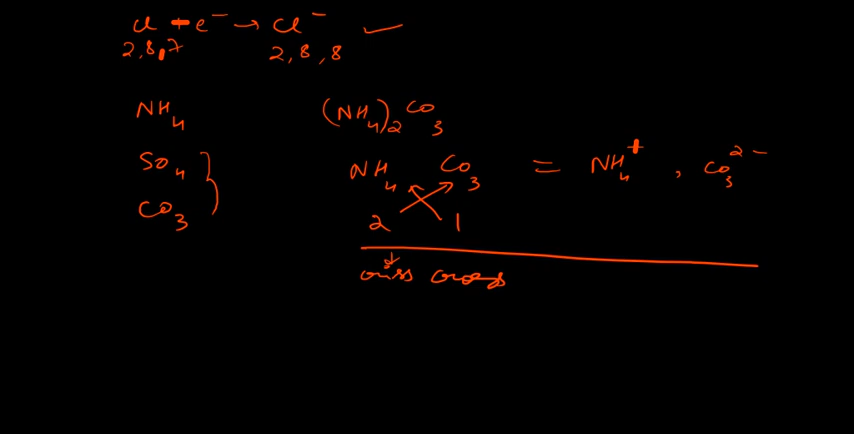 Cl + e⁻ → Cl⁻
2,8,7 2,8,8
NH₄ (NH₄)₂CO₃
SO₄ NH₄ CO₃ = NH₄⁺, CO₃²⁻
CO₃
2 1
criss cross